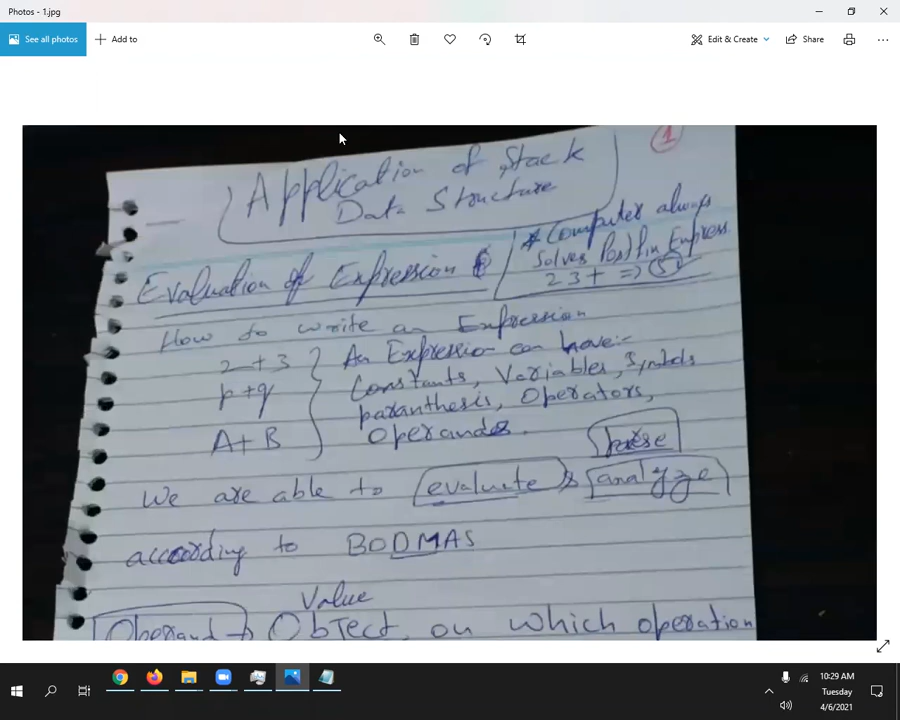 Photos - 1.jpg
See all photos
Add to
Edit & Create
Share
1
Application of Stack
Data Structure
* Computer always
solves Postfix Express
2 3 + => 5
Evaluation of Expression
How to write an Expression
2 + 3
p + q
A + B
An Expression can have:-
Constants, Variables, Symbols
paranthesis, Operators,
Operands.
parse
We are able to evaluate & analyze
according to BODMAS
Value
Operand → Object, on which operation
10:29 AM
Tuesday
4/6/2021